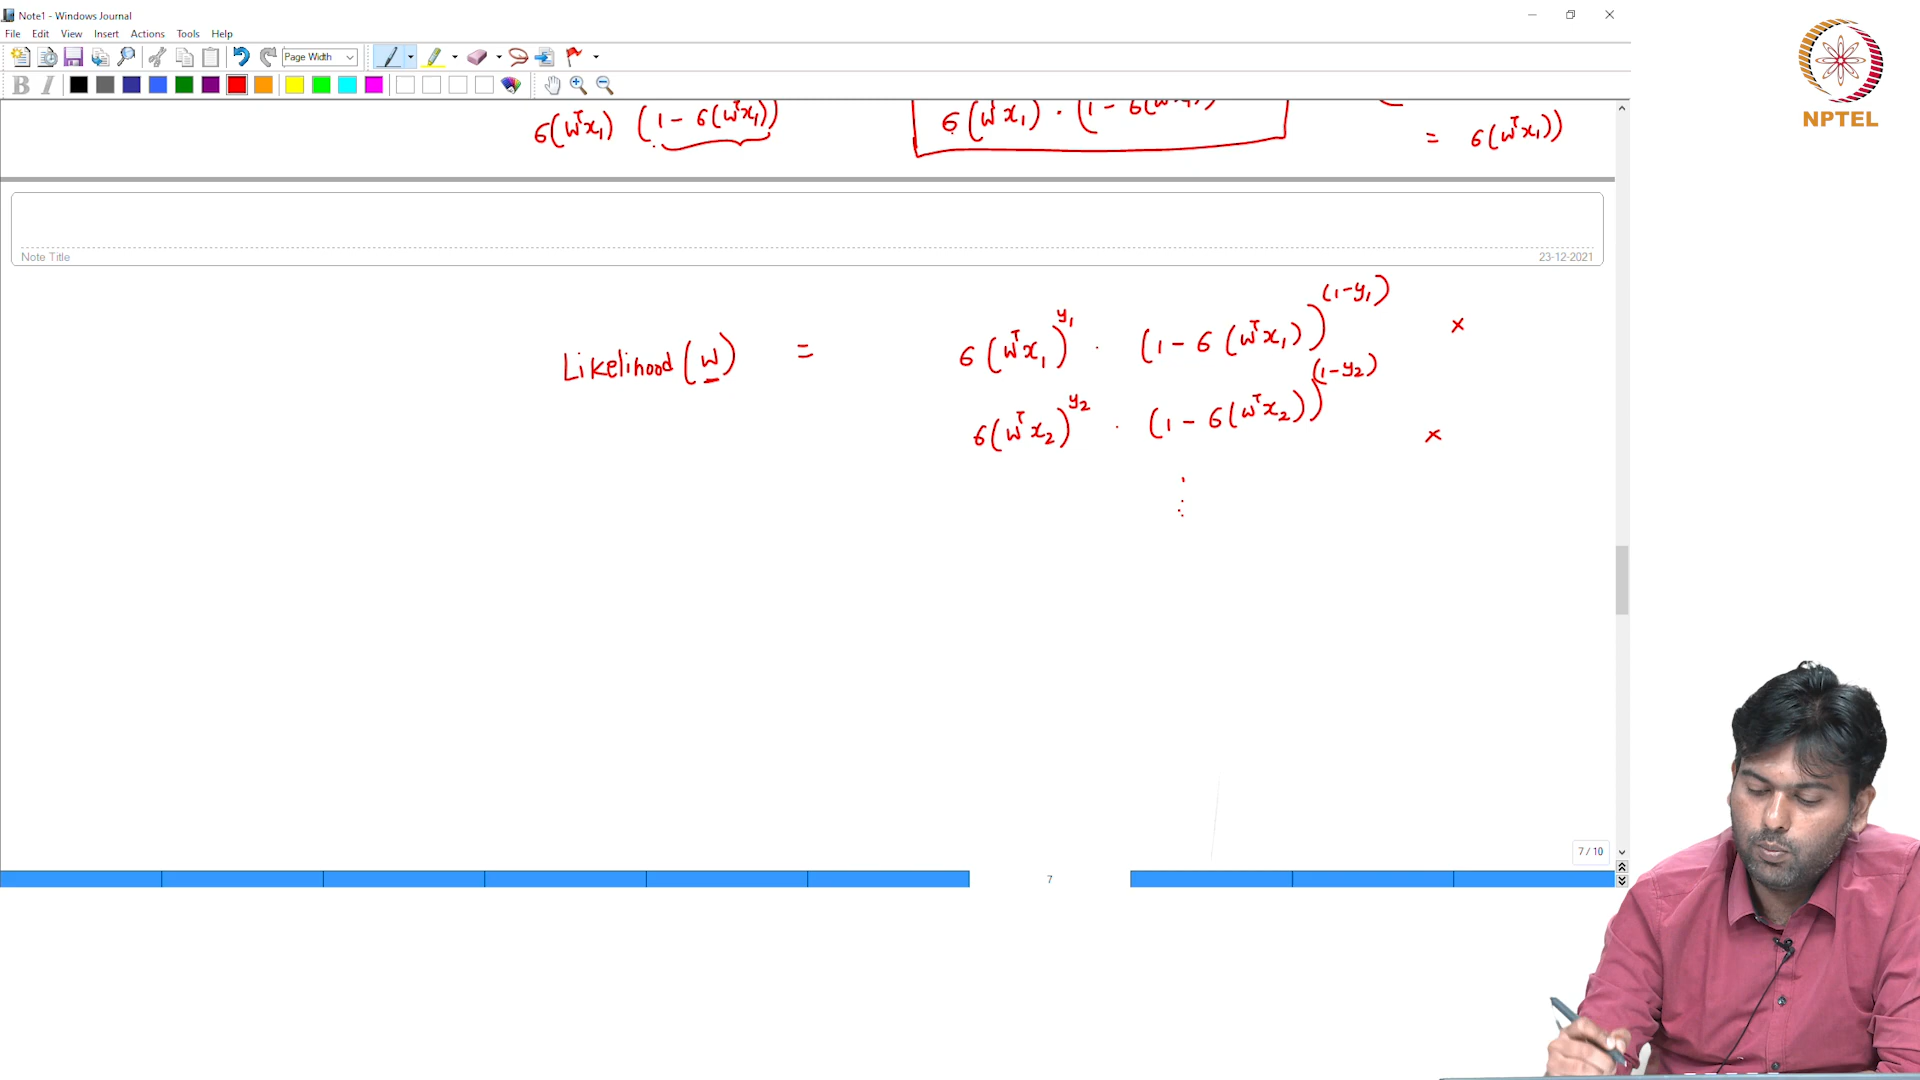 Note1 - Windows Journal
File Edit View Insert Actions Tools Help
Page Width
B I
σ(wᵀx₁) (1 - σ(wᵀx₁))
σ(wᵀx₁) · (1 - σ(wᵀx₁)
= σ(wᵀx₁))
NPTEL
Note Title
23-12-2021
Likelihood (w) = σ(wᵀx₁)^y₁ · (1 - σ(wᵀx₁))^(1-y₁) ×
σ(wᵀx₂)^y₂ · (1 - σ(wᵀx₂))^(1-y₂) ×
⋮
7 / 10
7